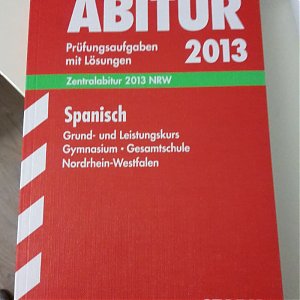 ABITUR
Prüfungsaufgaben
mit Lösungen
2013
Zentralabitur 2013 NRW
Spanisch
Grund- und Leistungskurs
Gymnasium · Gesamtschule
Nordrhein-Westfalen